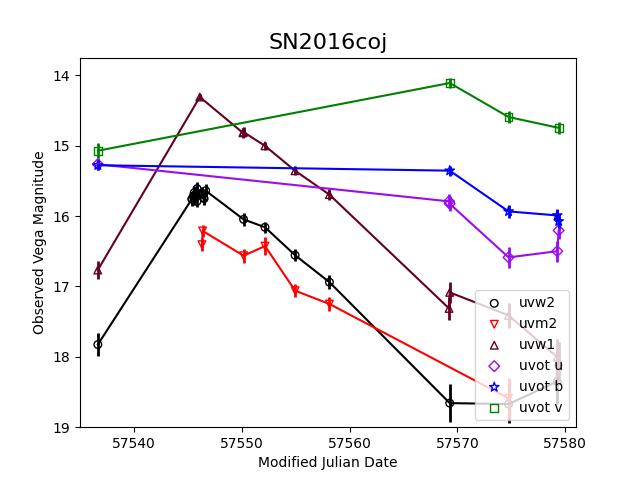 SN2016coj
14
15
16
17
18
19
Observed Vega Magnitude
57540
57550
57560
57570
57580
Modified Julian Date
uvw2
uvm2
uvw1
uvot u
uvot b
uvot v